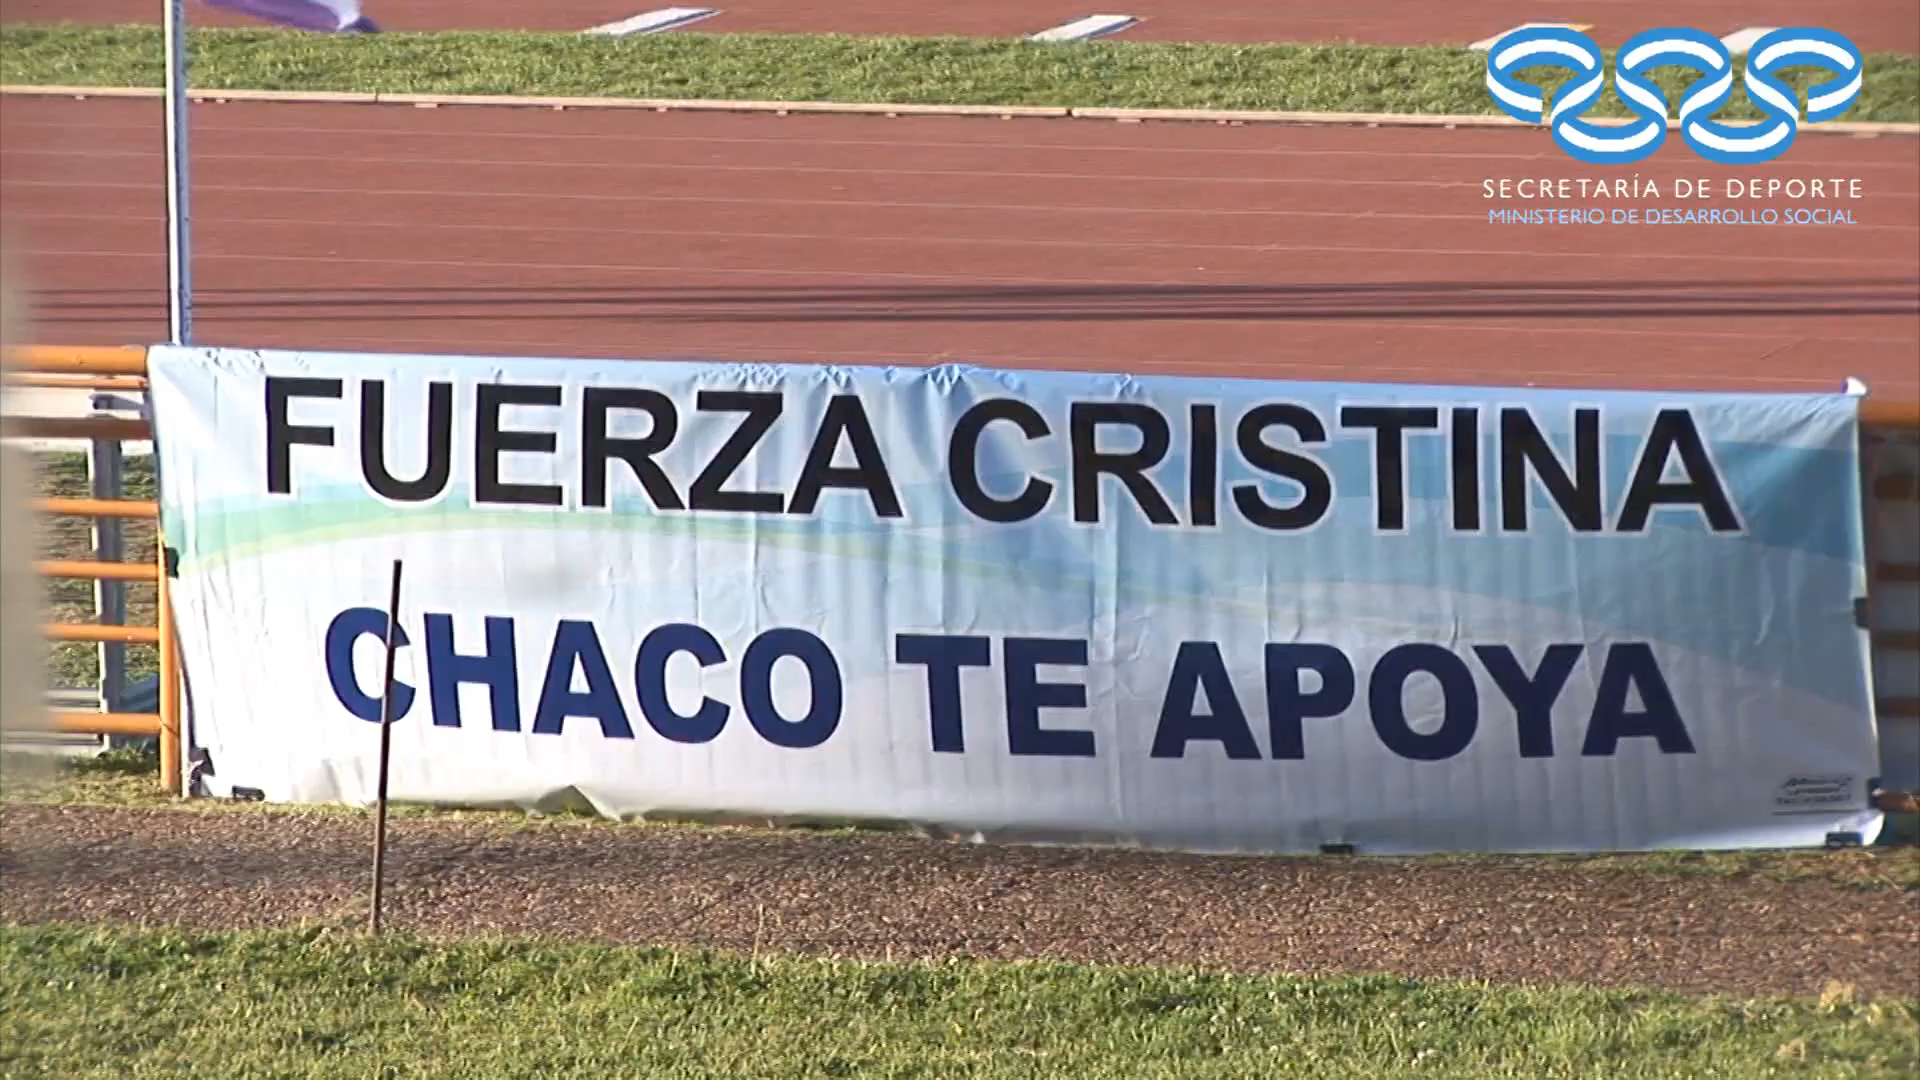 SECRETARÍA DE DEPORTE
MINISTERIO DE DESARROLLO SOCIAL
FUERZA CRISTINA
CHACO TE APOYA